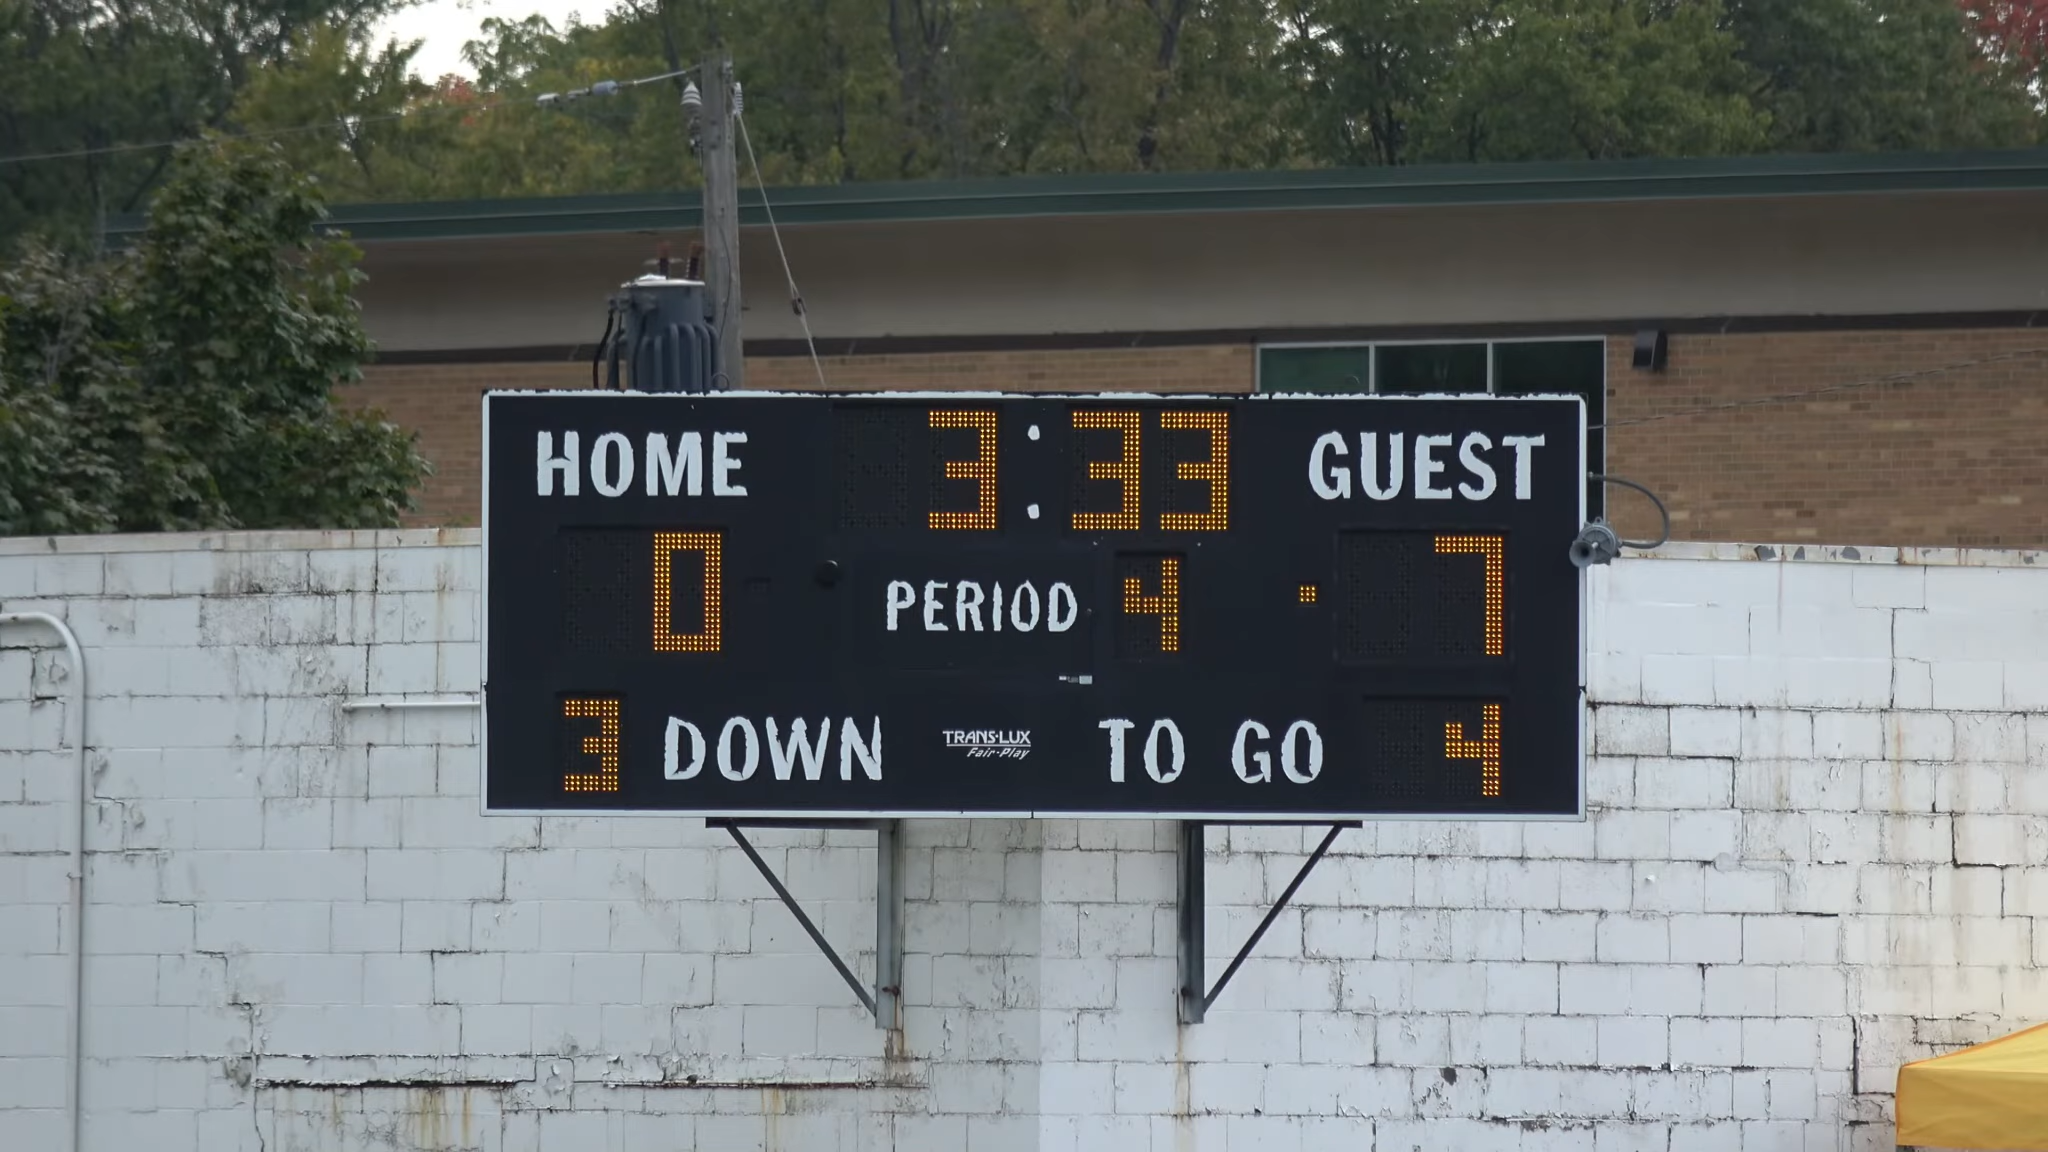 HOME 3:33 GUEST
0 PERIOD 4 7
3 DOWN TO GO 4
TRANS-LUX
Fair-Play